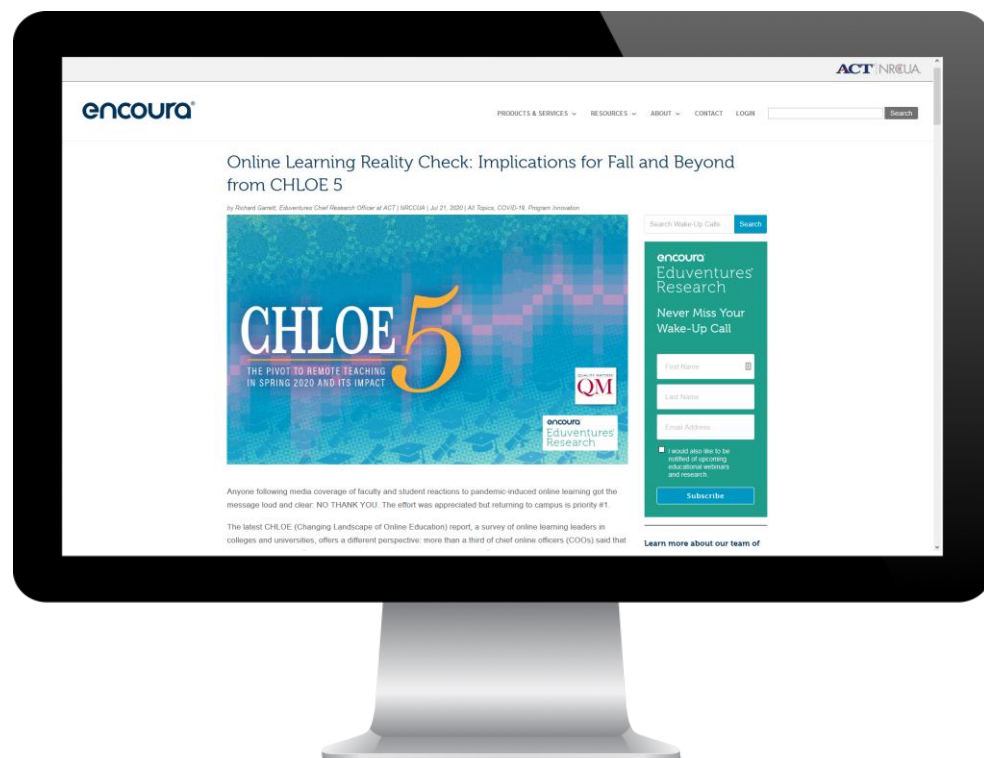 ACT | NRCCUA
encoura®
PRODUCTS & SERVICES
RESOURCES
ABOUT
CONTACT
LOGIN
Search
Online Learning Reality Check: Implications for Fall and Beyond
from CHLOE 5
by Richard Garrett, Eduventures Chief Research Officer at ACT | NRCCUA | Jul 21, 2020 | All Topics, COVID-19, Program Innovation
CHLOE 5
THE PIVOT TO REMOTE TEACHING
IN SPRING 2020 AND ITS IMPACT
QUALITY MATTERS
QM
encoura
Eduventures®
Research
Search Wake-Up Calls
Search
encoura®
Eduventures®
Research
Never Miss Your
Wake-Up Call
First Name
Last Name
Email Address
I would also like to be
notified of upcoming
educational webinars
and research.
Subscribe
Anyone following media coverage of faculty and student reactions to pandemic-induced online learning got the
message loud and clear: NO THANK YOU. The effort was appreciated but returning to campus is priority #1.
The latest CHLOE (Changing Landscape of Online Education) report, a survey of online learning leaders in
colleges and universities, offers a different perspective: more than a third of chief online officers (COOs) said that
Learn more about our team of